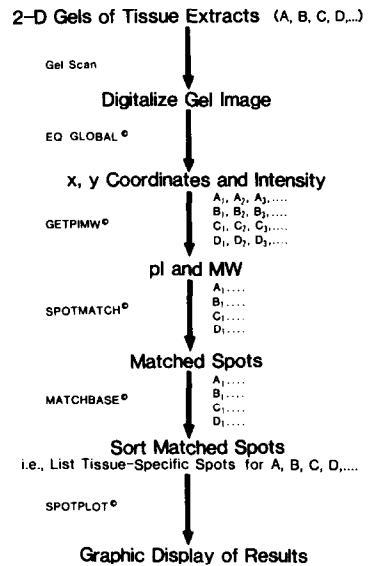 2-D Gels of Tissue Extracts (A, B, C, D,...)
Gel Scan
Digitalize Gel Image
EQ GLOBAL©
x, y Coordinates and Intensity
A₁, A₂, A₃,....
B₁, B₂, B₃,....
GETPIMW©
C₁, C₂, C₃,....
D₁, D₂, D₃,....
pI and MW
A₁....
B₁....
SPOTMATCH©
C₁....
D₁....
Matched Spots
A₁....
B₁....
MATCHBASE©
C₁....
D₁....
Sort Matched Spots
i.e., List Tissue-Specific Spots for A, B, C, D,....
SPOTPLOT©
Graphic Display of Results